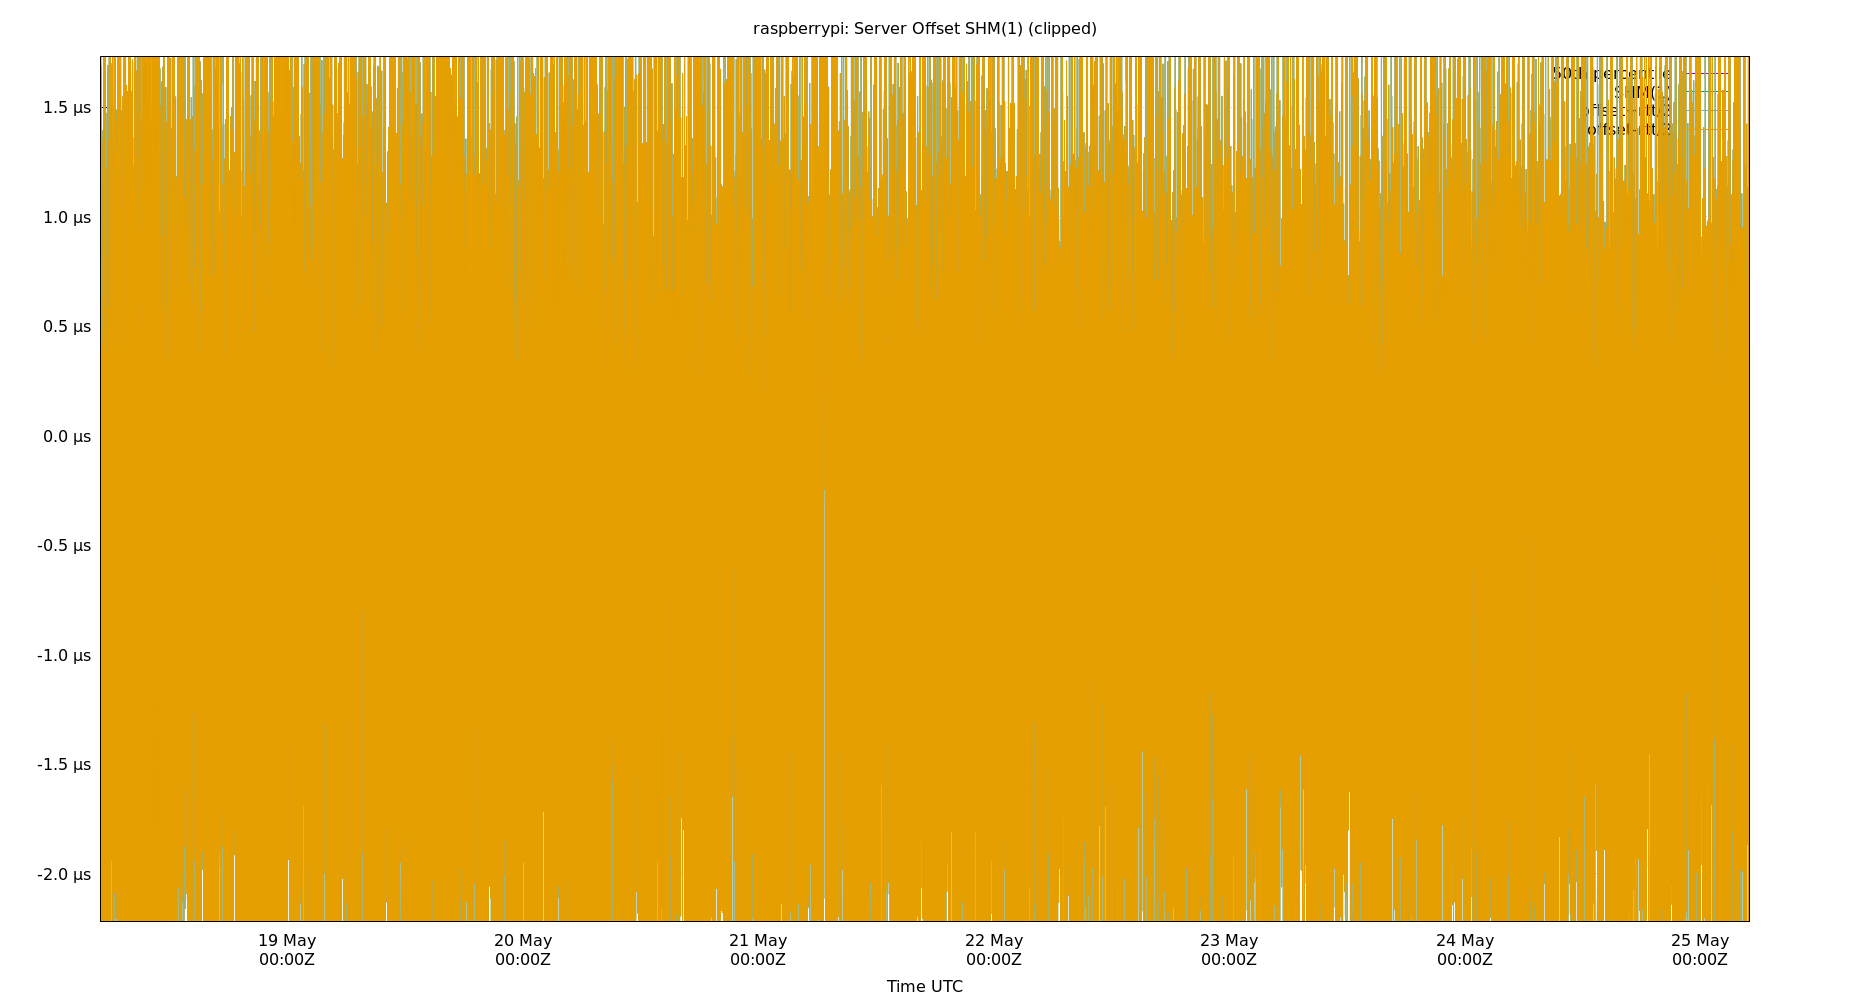 raspberrypi: Server Offset SHM(1) (clipped)
1.5 µs
1.0 µs
0.5 µs
0.0 µs
-0.5 µs
-1.0 µs
-1.5 µs
-2.0 µs
19 May
00:00Z
20 May
00:00Z
21 May
00:00Z
22 May
00:00Z
23 May
00:00Z
24 May
00:00Z
25 May
00:00Z
Time UTC